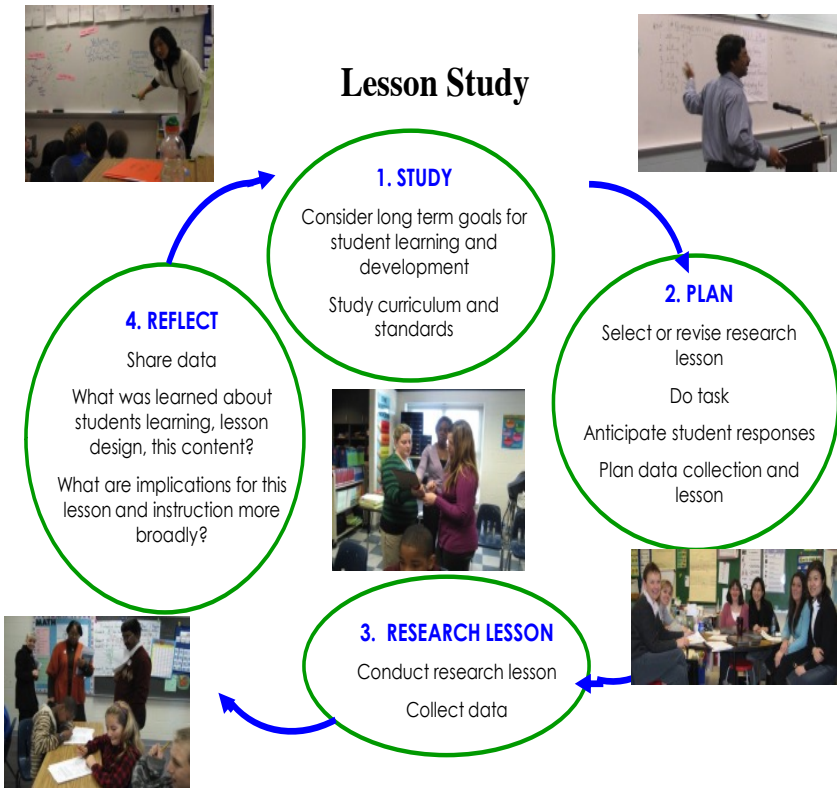 Lesson Study
1. STUDY
Consider long term goals for
student learning and
development
Study curriculum and
standards
2. PLAN
Select or revise research
lesson
Do task
Anticipate student responses
Plan data collection and
lesson
3. RESEARCH LESSON
Conduct research lesson
Collect data
4. REFLECT
Share data
What was learned about
students learning, lesson
design, this content?
What are implications for this
lesson and instruction more
broadly?
MATH